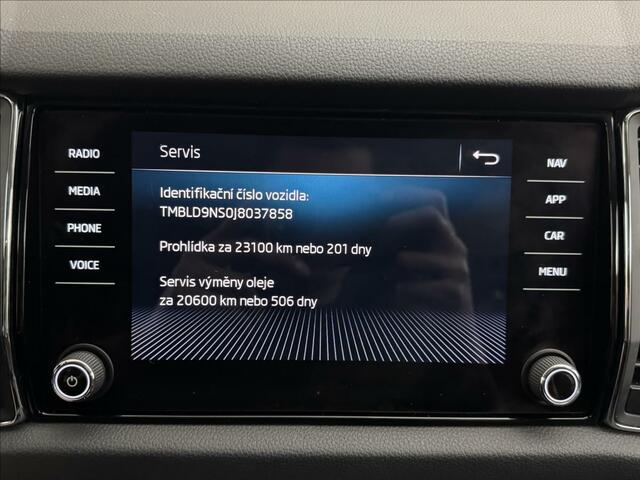 Servis
RADIO
MEDIA
PHONE
VOICE
Identifikační číslo vozidla:
TMBLD9NS0J8037858
Prohlídka za 23100 km nebo 201 dny
Servis výměny oleje
za 20600 km nebo 506 dny
NAV
APP
CAR
MENU